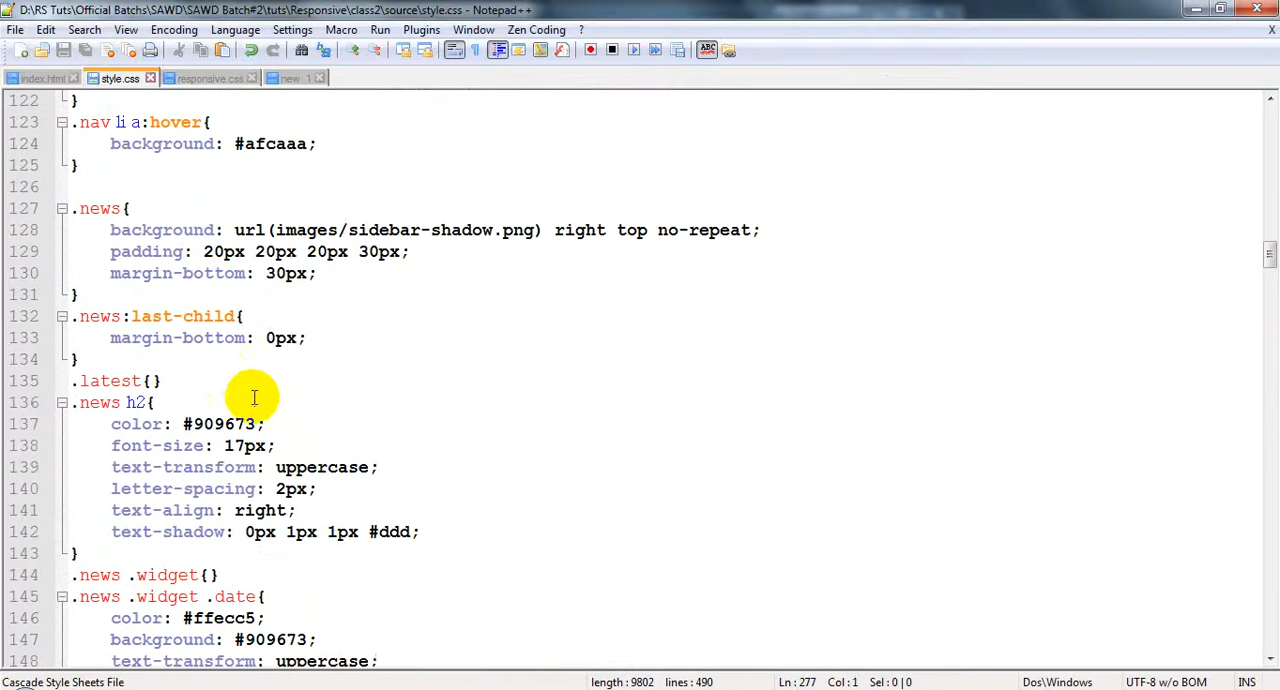 D:\RS Tuts\Official Batchs\SAWD\SAWD Batch#2\tuts\Responsive\class2\source\style.css - Notepad++
File Edit Search View Encoding Language Settings Macro Run Plugins Window Zen Coding ? X
index.html style.css responsive.css new 1
122 }
123 .nav li a:hover{
124 background: #afcaaa;
125 }
126
127 .news{
128 background: url(images/sidebar-shadow.png) right top no-repeat;
129 padding: 20px 20px 20px 30px;
130 margin-bottom: 30px;
131 }
132 .news:last-child{
133 margin-bottom: 0px;
134 }
135 .latest{}
136 .news h2{
137 color: #909673;
138 font-size: 17px;
139 text-transform: uppercase;
140 letter-spacing: 2px;
141 text-align: right;
142 text-shadow: 0px 1px 1px #ddd;
143 }
144 .news .widget{}
145 .news .widget .date{
146 color: #ffecc5;
147 background: #909673;
148 text-transform: uppercase;
Cascade Style Sheets File length : 9802 lines : 490 Ln : 277 Col : 1 Sel : 0 | 0 Dos\Windows UTF-8 w/o BOM INS